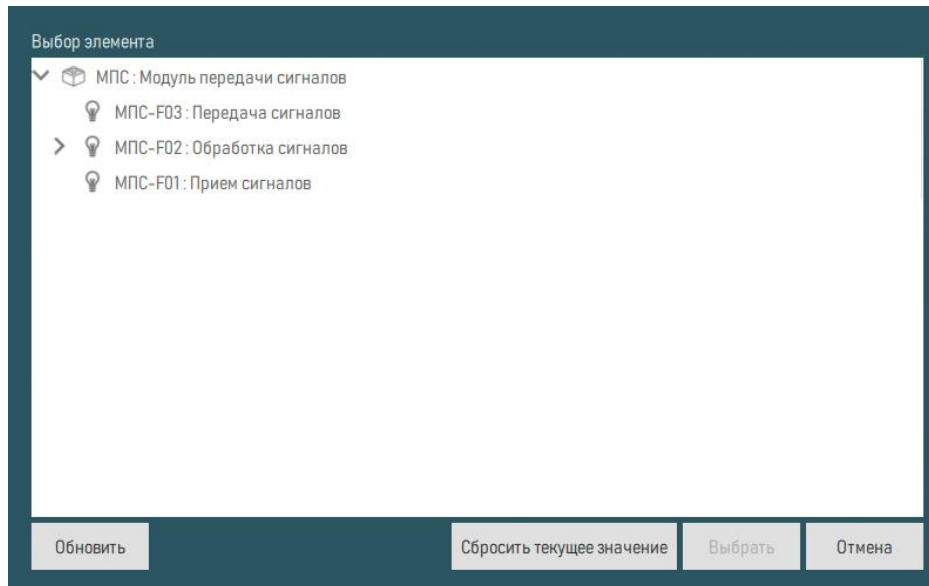 Выбор элемента
МПС : Модуль передачи сигналов
МПС-F03 : Передача сигналов
МПС-F02 : Обработка сигналов
МПС-F01 : Прием сигналов
Обновить Сбросить текущее значение Выбрать Отмена